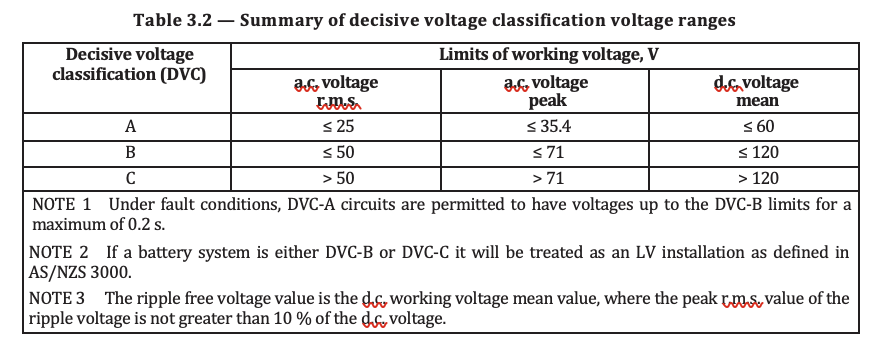 Table 3.2 — Summary of decisive voltage classification voltage ranges
Decisive voltage classification (DVC)
Limits of working voltage, V
a.c. voltage r.m.s.
a.c. voltage peak
d.c. voltage mean
A ≤ 25 ≤ 35.4 ≤ 60
B ≤ 50 ≤ 71 ≤ 120
C > 50 > 71 > 120
NOTE 1 Under fault conditions, DVC-A circuits are permitted to have voltages up to the DVC-B limits for a
maximum of 0.2 s.
NOTE 2 If a battery system is either DVC-B or DVC-C it will be treated as an LV installation as defined in
AS/NZS 3000.
NOTE 3 The ripple free voltage value is the d.c. working voltage mean value, where the peak r.m.s. value of the
ripple voltage is not greater than 10 % of the d.c. voltage.